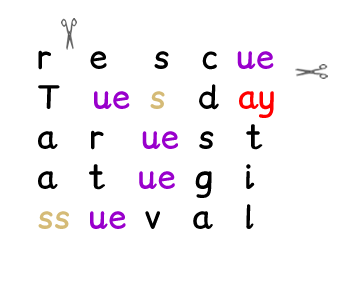 r e s c ue
T ue s d ay
a r ue s t
a t ue g i
ss ue v a l